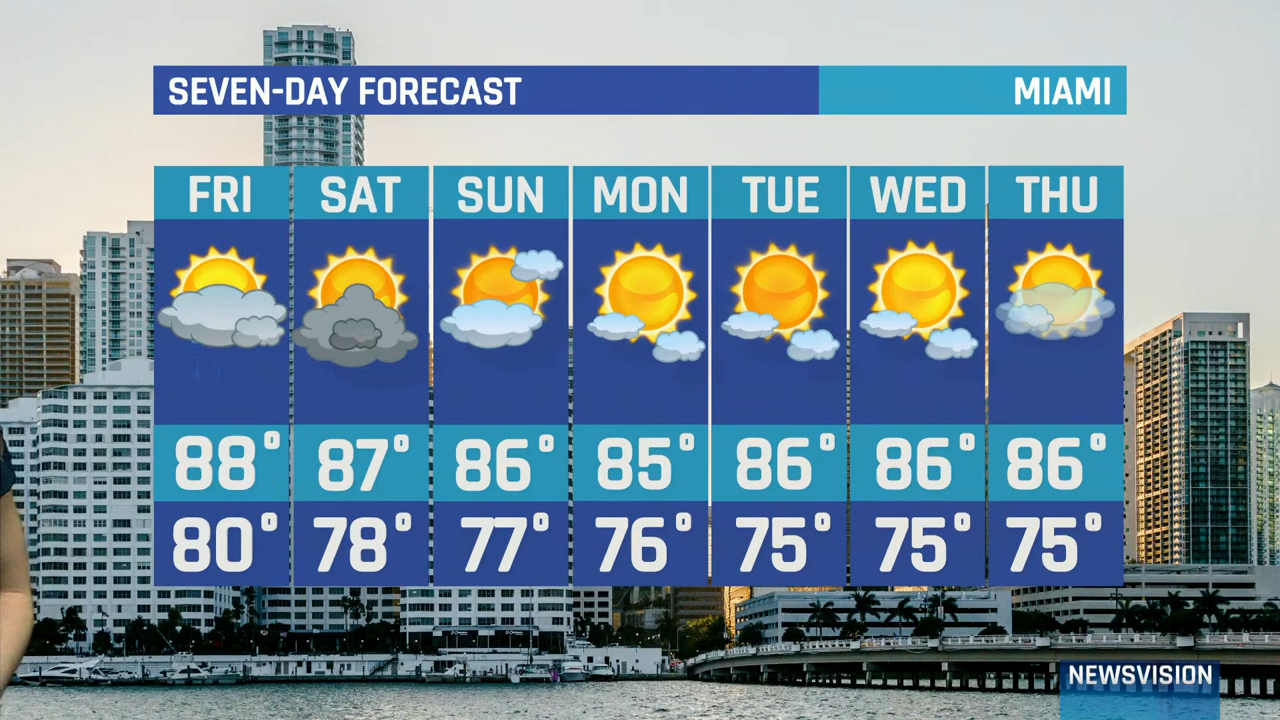 SEVEN-DAY FORECAST MIAMI
FRI SAT SUN MON TUE WED THU
88° 87° 86° 85° 86° 86° 86°
80° 78° 77° 76° 75° 75° 75°
NEWSVISION